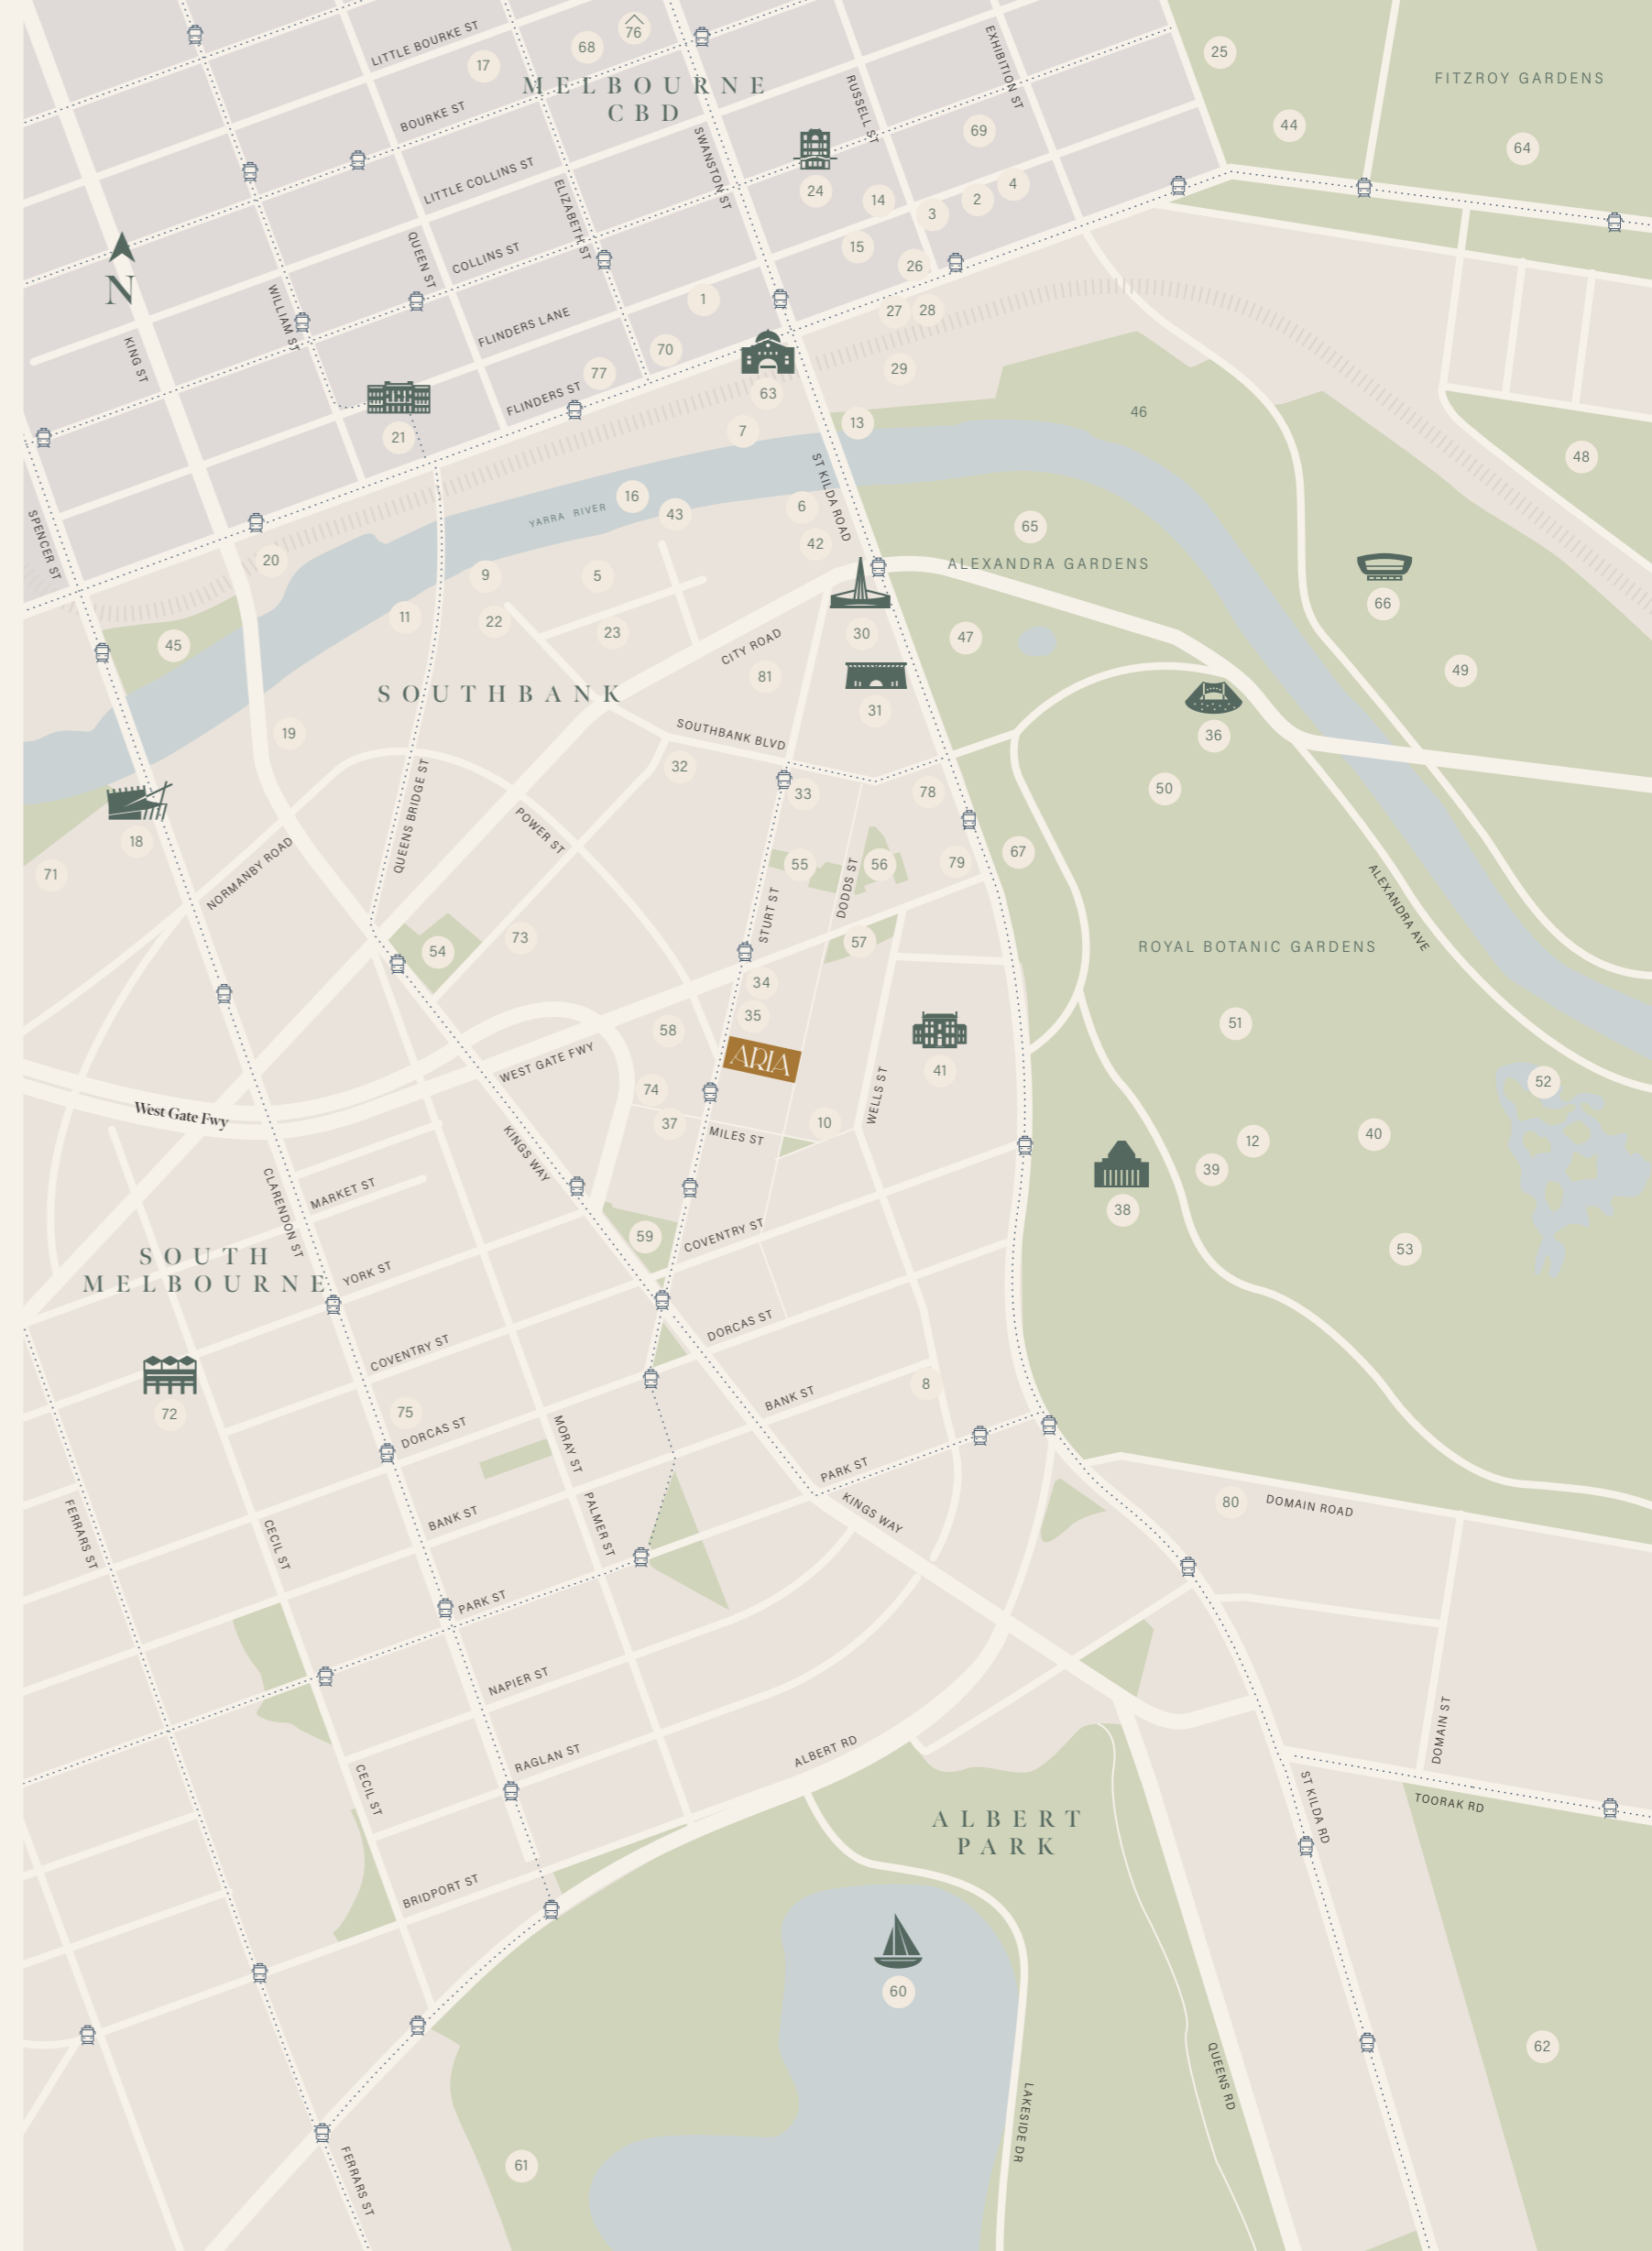 LITTLE BOURKE ST
76
68
17
25
FITZROY GARDENS
MELBOURNE
CBD
EXHIBITION ST
RUSSELL ST
BOURKE ST
69
44
64
SWANSTON ST
LITTLE COLLINS ST
24
14
4
2
3
ELIZABETH ST
QUEEN ST
COLLINS ST
15
26
N
WILLIAM ST
1
27
28
FLINDERS LANE
KING ST
70
77
63
29
FLINDERS ST
46
21
7
13
48
ST KILDA ROAD
16
YARRA RIVER
43
6
65
SPENCER ST
42
ALEXANDRA GARDENS
20
9
5
66
11
22
23
30
47
45
CITY ROAD
81
49
SOUTHBANK
31
36
19
SOUTHBANK BLVD
32
33
78
50
18
QUEENS BRIDGE ST
POWER ST
71
NORMANBY ROAD
55
DODDS ST
56
79
67
ALEXANDRA AVE
STURT ST
54
73
57
ROYAL BOTANIC GARDENS
34
35
58
51
ARIA
WEST GATE FWY
41
52
74
WELLS ST
West Gate Fwy
37
MILES ST
10
12
40
KINGS WAY
39
CLARENDON ST
MARKET ST
38
59
COVENTRY ST
53
SOUTH
MELBOURNE
YORK ST
DORCAS ST
COVENTRY ST
72
75
BANK ST
8
DORCAS ST
MORAY ST
PARK ST
FERRARS ST
CECIL ST
BANK ST
PALMER ST
KINGS WAY
80
DOMAIN ROAD
PARK ST
NAPIER ST
RAGLAN ST
ALBERT RD
DOMAIN ST
CECIL ST
ST KILDA RD
TOORAK RD
ALBERT
PARK
BRIDPORT ST
60
62
QUEENS RD
LAKESIDE DR
61
FERRARS ST